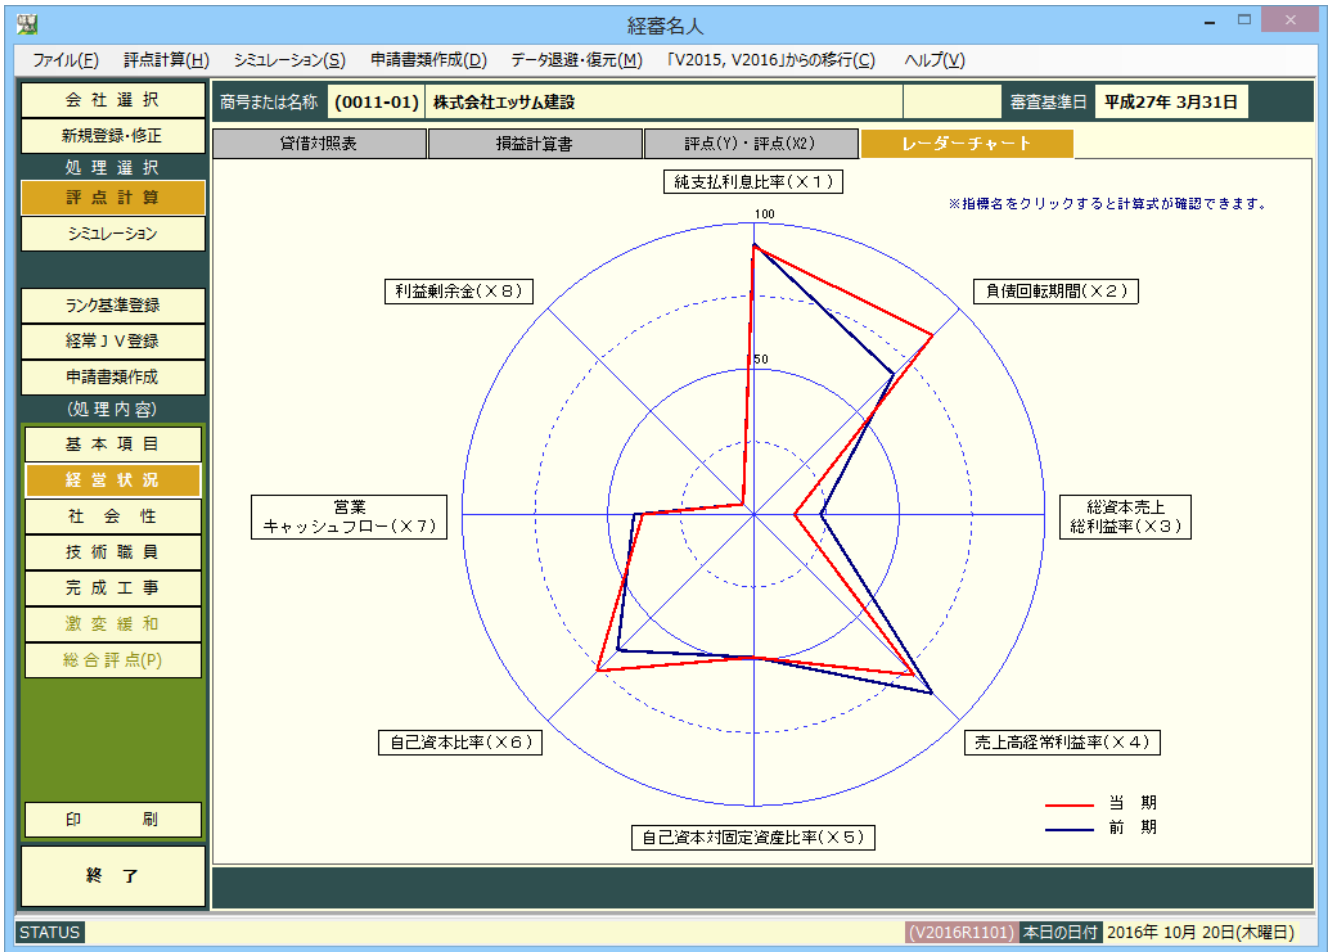 経審名人
ファイル(F) 評点計算(H) シミュレーション(S) 申請書類作成(D) データ退避・復元(M) 「V2015, V2016」からの移行(C) ヘルプ(V)
会社選択
新規登録・修正
処理選択
評点計算
シミュレーション
ランク基準登録
経常JV登録
申請書類作成
(処理内容)
基本項目
経営状況
社会性
技術職員
完成工事
激変緩和
総合評点(P)
印刷
終了
商号または名称 (0011-01) 株式会社エッサム建設 審査基準日 平成27年 3月31日
貸借対照表 損益計算書 評点(Y)・評点(X2) レーダーチャート
純支払利息比率(X1)
※指標名をクリックすると計算式が確認できます。
100
利益剰余金(X8)
負債回転期間(X2)
50
営業
キャッシュフロー(X7)
総資本売上
総利益率(X3)
自己資本比率(X6)
売上高経常利益率(X4)
自己資本対固定資産比率(X5)
当期
前期
STATUS (V2016R1101) 本日の日付 2016年 10月 20日(木曜日)